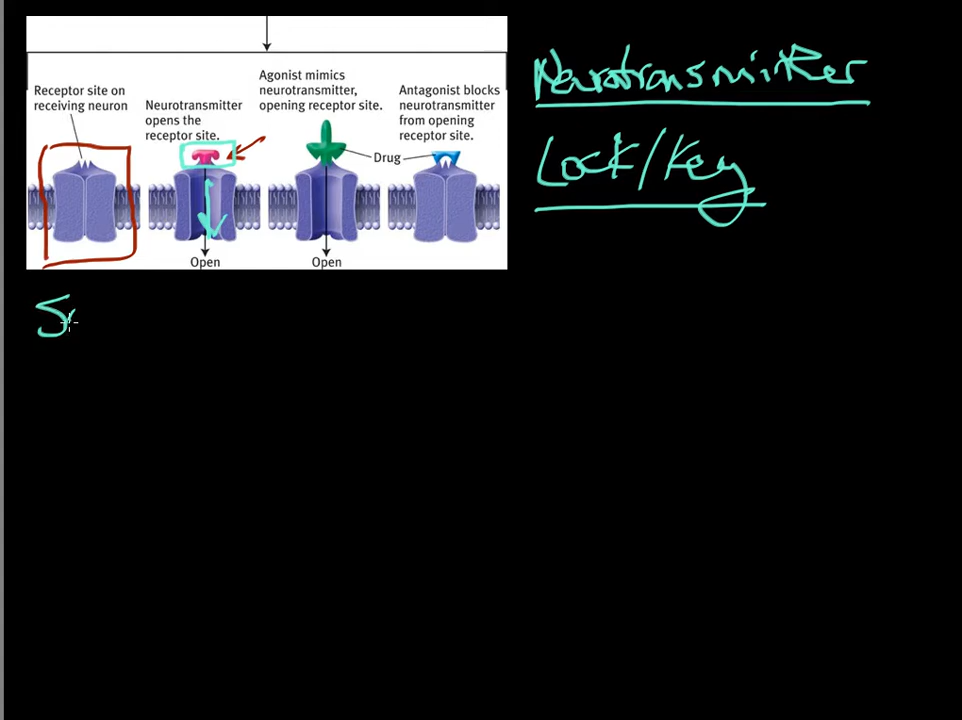 Receptor site on
receiving neuron
Neurotransmitter
opens the
receptor site.
Agonist mimics
neurotransmitter,
opening receptor site.
Antagonist blocks
neurotransmitter
from opening
receptor site.
Drug
Open
Open
Neurotransmitter
Lock/Key